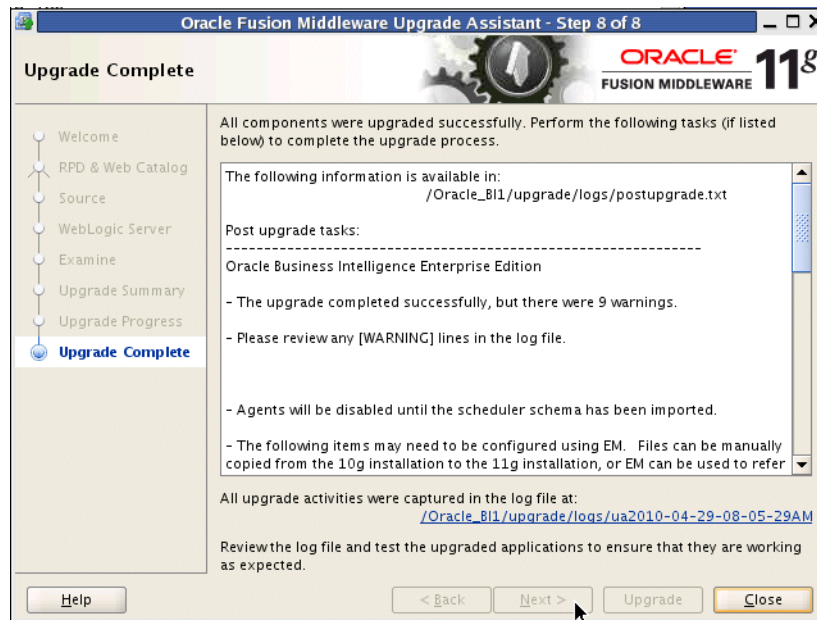 Oracle Fusion Middleware Upgrade Assistant - Step 8 of 8
Upgrade Complete
ORACLE
FUSION MIDDLEWARE
11g
Welcome
RPD & Web Catalog
Source
WebLogic Server
Examine
Upgrade Summary
Upgrade Progress
Upgrade Complete
All components were upgraded successfully. Perform the following tasks (if listed
below) to complete the upgrade process.
The following information is available in:
/Oracle_BI1/upgrade/logs/postupgrade.txt
Post upgrade tasks:
-------------------------------------------------------------
Oracle Business Intelligence Enterprise Edition
- The upgrade completed successfully, but there were 9 warnings.
- Please review any [WARNING] lines in the log file.
- Agents will be disabled until the scheduler schema has been imported.
- The following items may need to be configured using EM.  Files can be manually
copied from the 10g installation to the 11g installation, or EM can be used to refer
All upgrade activities were captured in the log file at:
/Oracle_BI1/upgrade/logs/ua2010-04-29-08-05-29AM
Review the log file and test the upgraded applications to ensure that they are working
as expected.
Help
< Back
Next >
Upgrade
Close